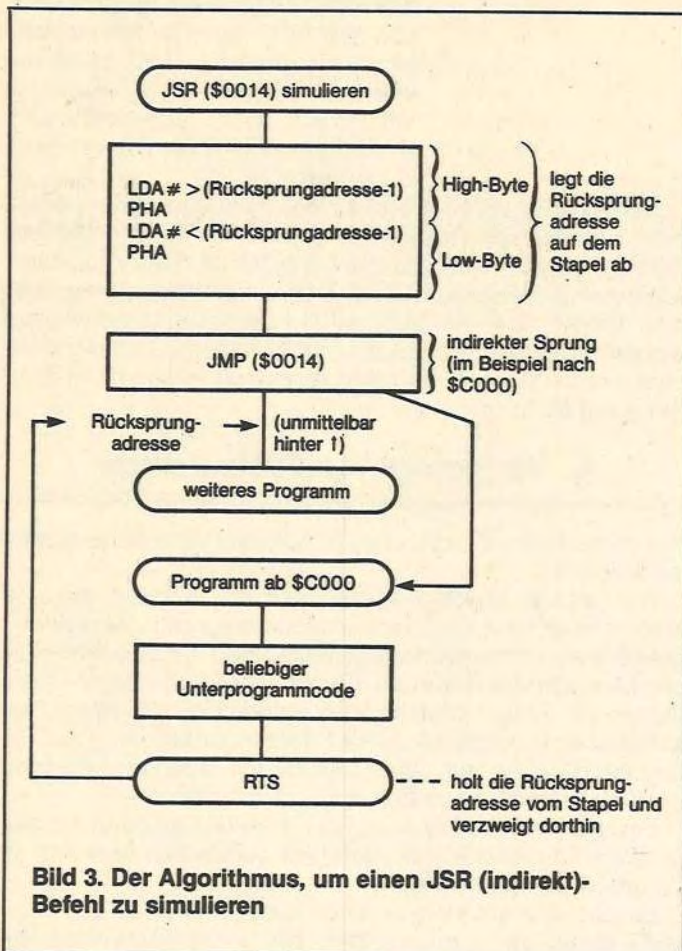 JSR ($0014) simulieren
LDA # > (Rücksprungadresse-1)
PHA
LDA # < (Rücksprungadresse-1)
PHA
High-Byte
Low-Byte
legt die
Rücksprung-
adresse
auf dem
Stapel ab
JMP ($0014)
indirekter Sprung
(im Beispiel nach
$C000)
Rücksprung-
adresse
(unmittelbar
hinter ↑)
weiteres Programm
Programm ab $C000
beliebiger
Unterprogrammcode
RTS
holt die Rücksprung-
adresse vom Stapel und
verzweigt dorthin
Bild 3. Der Algorithmus, um einen JSR (indirekt)-
Befehl zu simulieren